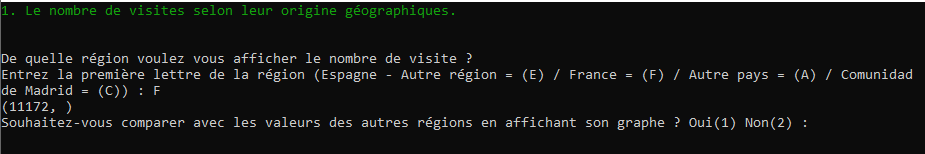 1. Le nombre de visites selon leur origine géographiques.
De quelle région voulez vous afficher le nombre de visite ?
Entrez la première lettre de la région (Espagne - Autre région = (E) / France = (F) / Autre pays = (A) / Comunidad
de Madrid = (C)) : F
(11172, )
Souhaitez-vous comparer avec les valeurs des autres régions en affichant son graphe ? Oui(1) Non(2) :